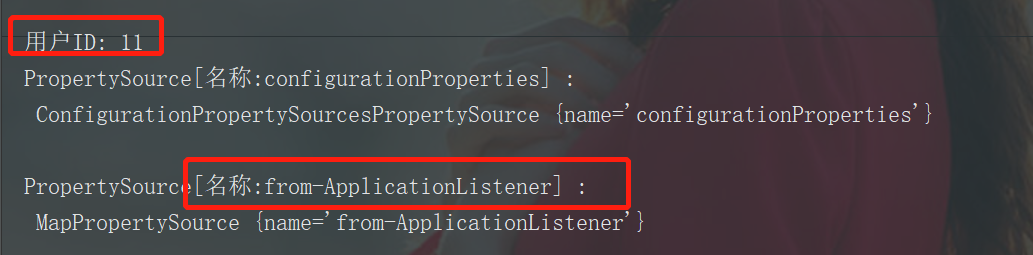 用户ID: 11
PropertySource[名称:configurationProperties] :
ConfigurationPropertySourcesPropertySource {name='configurationProperties'}
PropertySource[名称:from-ApplicationListener] :
MapPropertySource {name='from-ApplicationListener'}